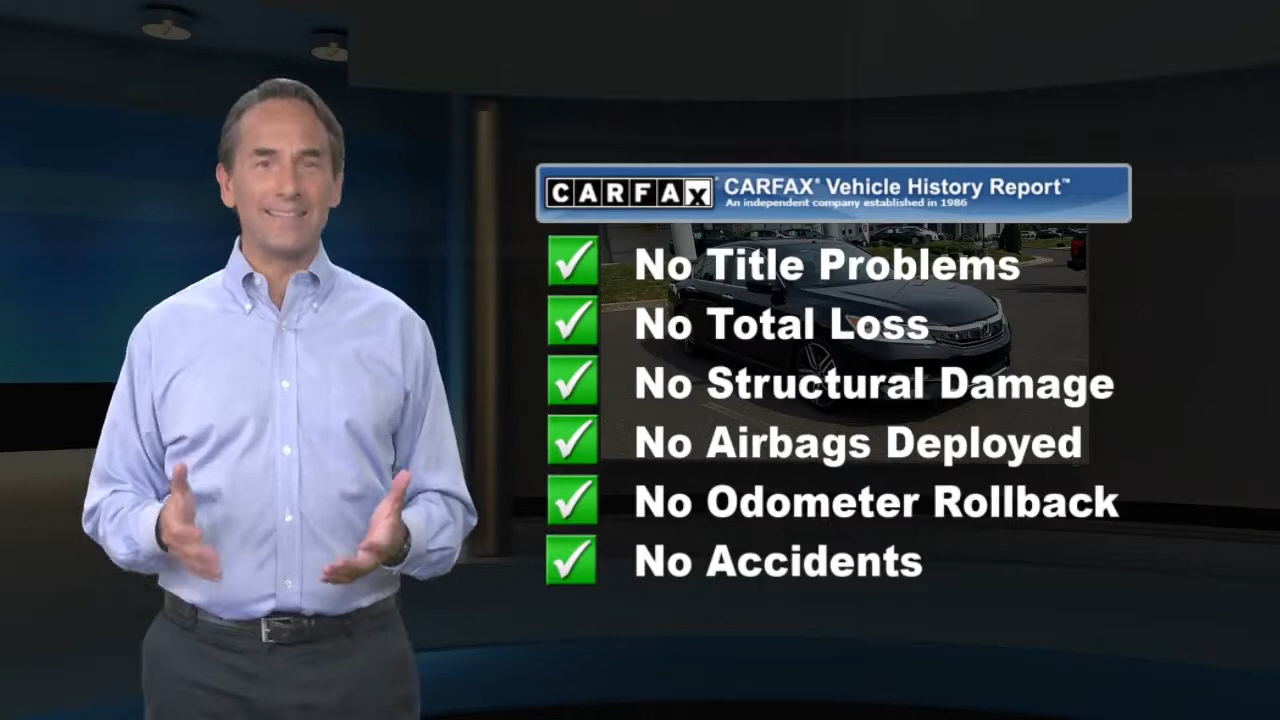 CARFAX® CARFAX® Vehicle History Report™
An independent company established in 1986
No Title Problems
No Total Loss
No Structural Damage
No Airbags Deployed
No Odometer Rollback
No Accidents